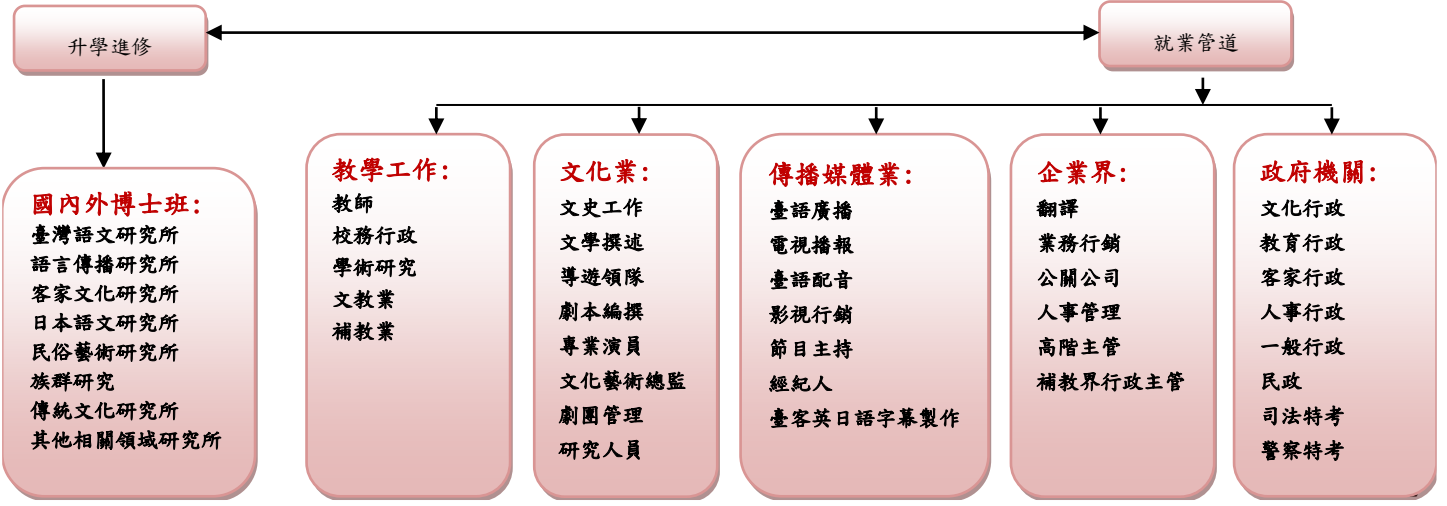 升學進修
就業管道
國內外博士班:
臺灣語文研究所
語言傳播研究所
客家文化研究所
日本語文研究所
民俗藝術研究所
族群研究
傳統文化研究所
其他相關領域研究所
教學工作:
教師
校務行政
學術研究
文教業
補教業
文化業:
文史工作
文學撰述
導遊領隊
劇本編撰
專業演員
文化藝術總監
劇團管理
研究人員
傳播媒體業:
臺語廣播
電視播報
臺語配音
影視行銷
節目主持
經紀人
臺客英日語字幕製作
企業界:
翻譯
業務行銷
公關公司
人事管理
高階主管
補教界行政主管
政府機關:
文化行政
教育行政
客家行政
人事行政
一般行政
民政
司法特考
警察特考